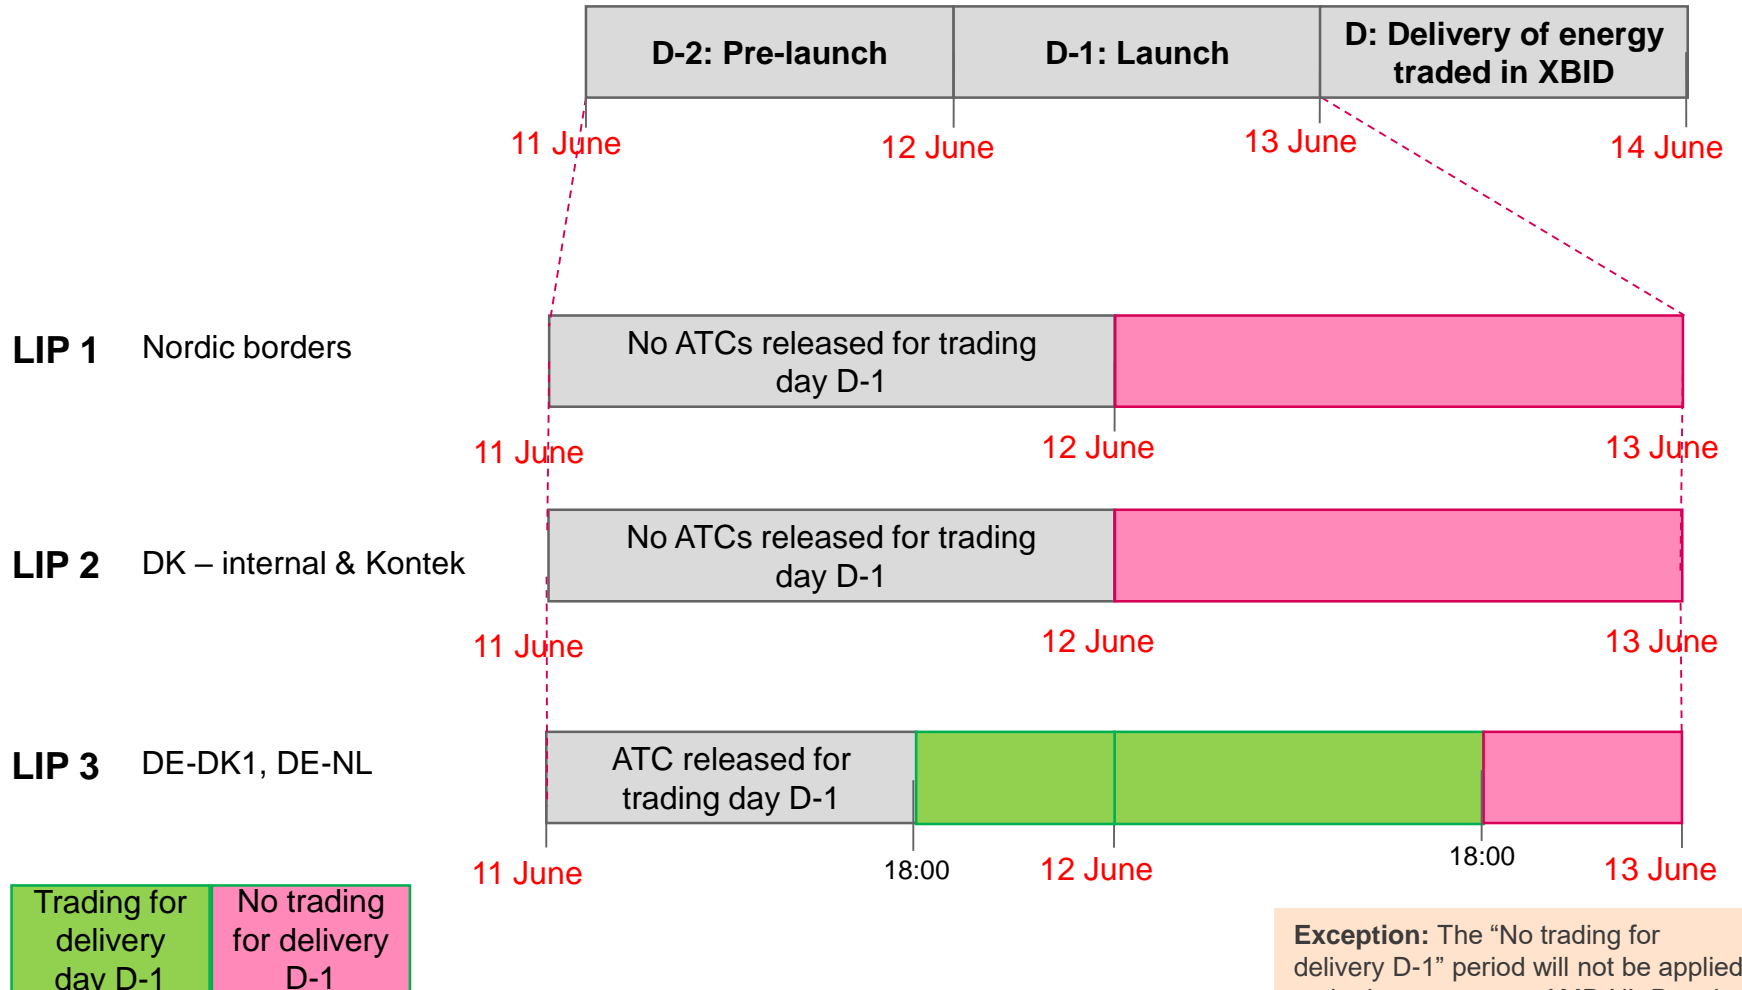 D-2: Pre-launch
D-1: Launch
D: Delivery of energy
traded in XBID
11 June
12 June
13 June
14 June
LIP 1
Nordic borders
No ATCs released for trading
day D-1
11 June
12 June
13 June
LIP 2
DK – internal & Kontek
No ATCs released for trading
day D-1
11 June
12 June
13 June
LIP 3
DE-DK1, DE-NL
ATC released for
trading day D-1
11 June
18:00
12 June
18:00
13 June
Trading for
delivery
day D-1
No trading
for delivery
D-1
Exception: The “No trading for
delivery D-1” period will not be applied